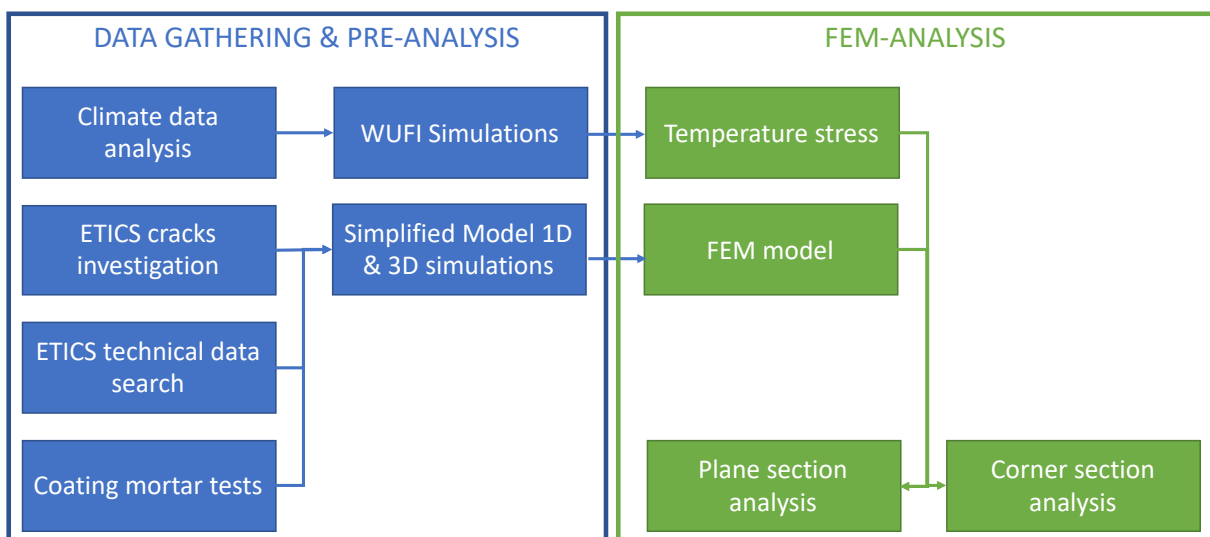 DATA GATHERING & PRE-ANALYSIS
Climate data
analysis
WUFI Simulations
ETICS cracks
investigation
Simplified Model 1D
& 3D simulations
ETICS technical data
search
Coating mortar tests
FEM-ANALYSIS
Temperature stress
FEM model
Plane section
analysis
Corner section
analysis